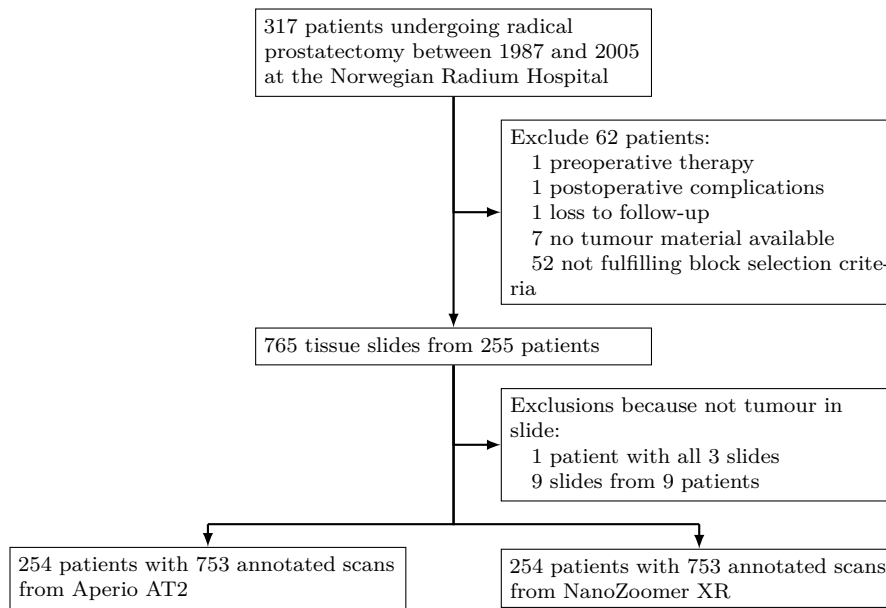 317 patients undergoing radical
prostatectomy between 1987 and 2005
at the Norwegian Radium Hospital
Exclude 62 patients:
1 preoperative therapy
1 postoperative complications
1 loss to follow-up
7 no tumour material available
52 not fulfilling block selection crite-
ria
765 tissue slides from 255 patients
Exclusions because not tumour in
slide:
1 patient with all 3 slides
9 slides from 9 patients
254 patients with 753 annotated scans
from Aperio AT2
254 patients with 753 annotated scans
from NanoZoomer XR